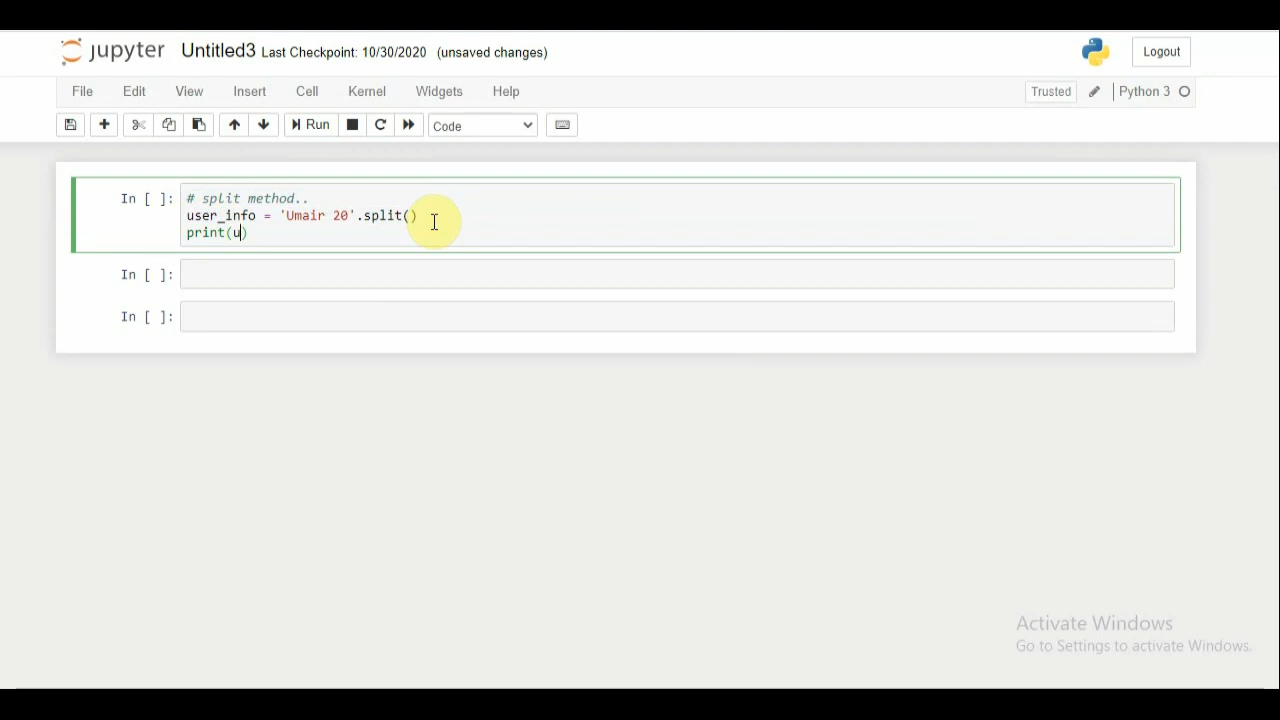 jupyter Untitled3 Last Checkpoint: 10/30/2020 (unsaved changes) Logout
File Edit View Insert Cell Kernel Widgets Help Trusted Python 3
Run Code
In [ ]: # split method..
user_info = 'Umair 20'.split()
print(u)
In [ ]:
In [ ]:
Activate Windows
Go to Settings to activate Windows.